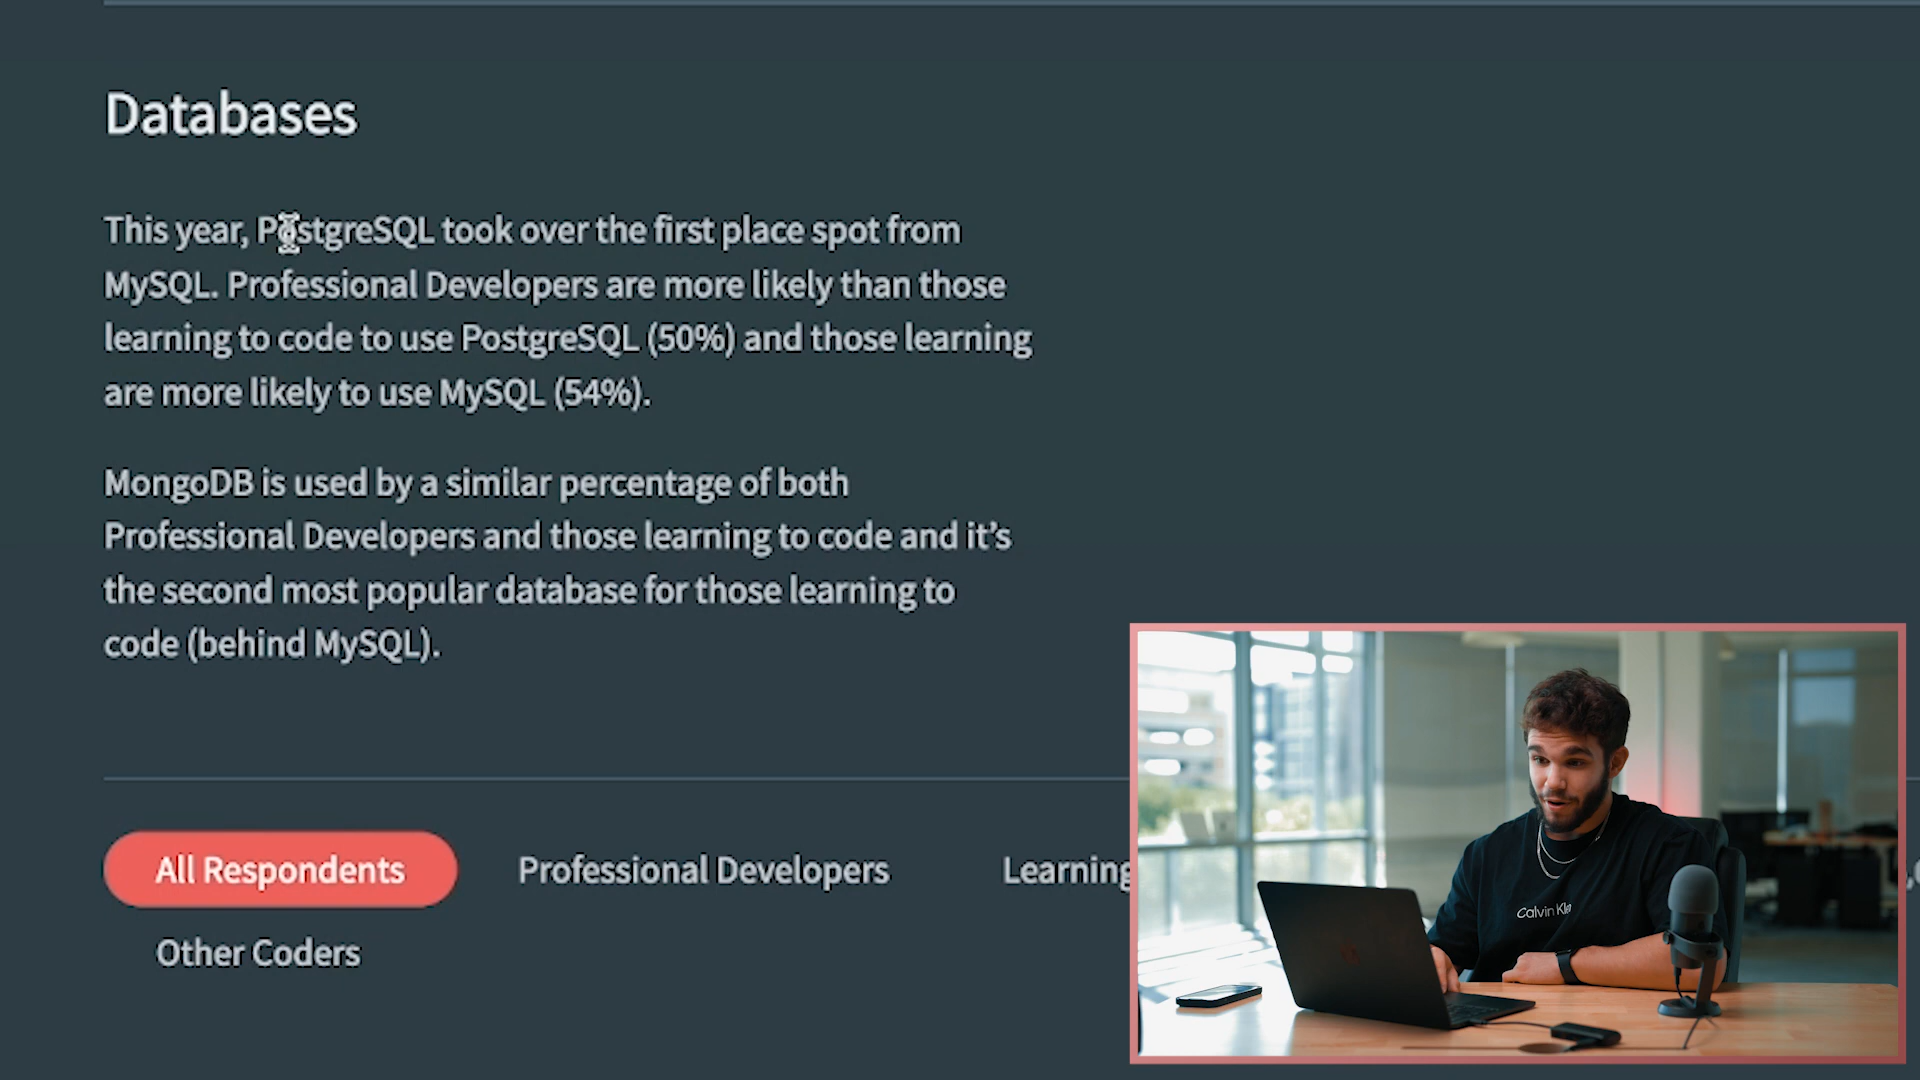 Databases
This year, PostgreSQL took over the first place spot from
MySQL. Professional Developers are more likely than those
learning to code to use PostgreSQL (50%) and those learning
are more likely to use MySQL (54%).
MongoDB is used by a similar percentage of both
Professional Developers and those learning to code and it’s
the second most popular database for those learning to
code (behind MySQL).
All Respondents
Professional Developers
Learning
Other Coders
Calvin Kle